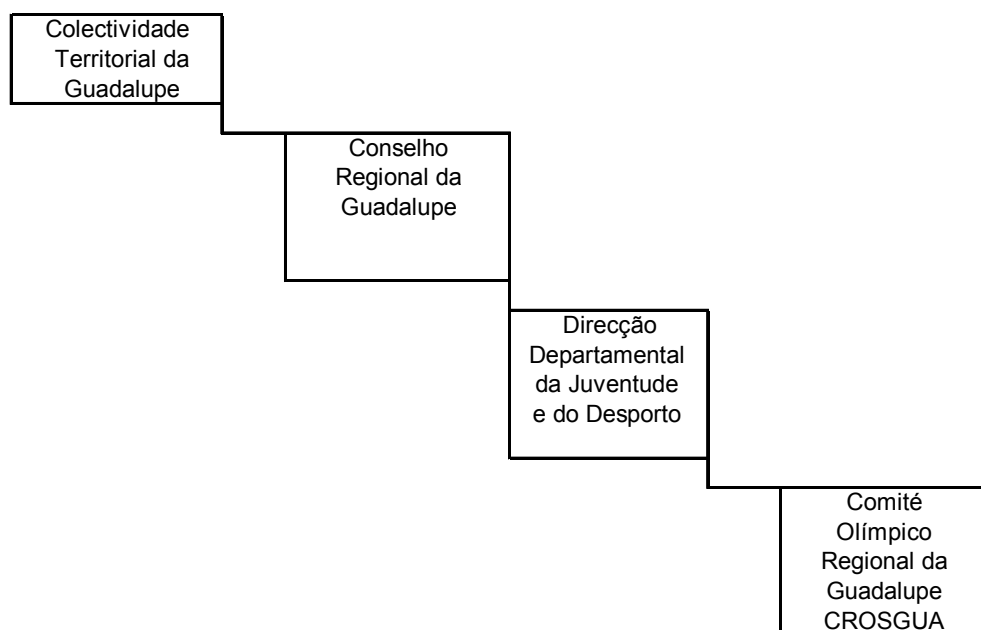 Colectividade
Territorial da
Guadalupe
Conselho
Regional da
Guadalupe
Direcção
Departamental
da Juventude
e do Desporto
Comité
Olímpico
Regional da
Guadalupe
CROSGUA